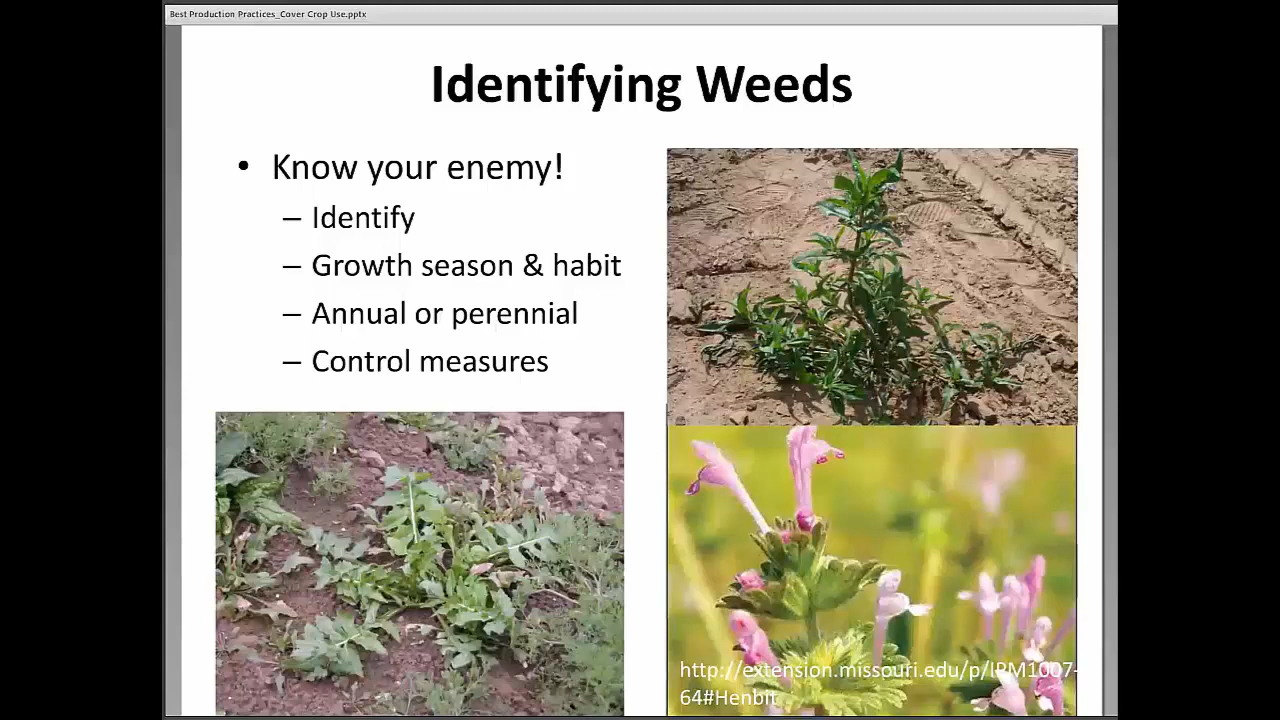 Best Production Practices_Cover Crop Use.pptx
Identifying Weeds
• Know your enemy!
– Identify
– Growth season & habit
– Annual or perennial
– Control measures
http://extension.missouri.edu/p/IPM1007-
64#Henbit